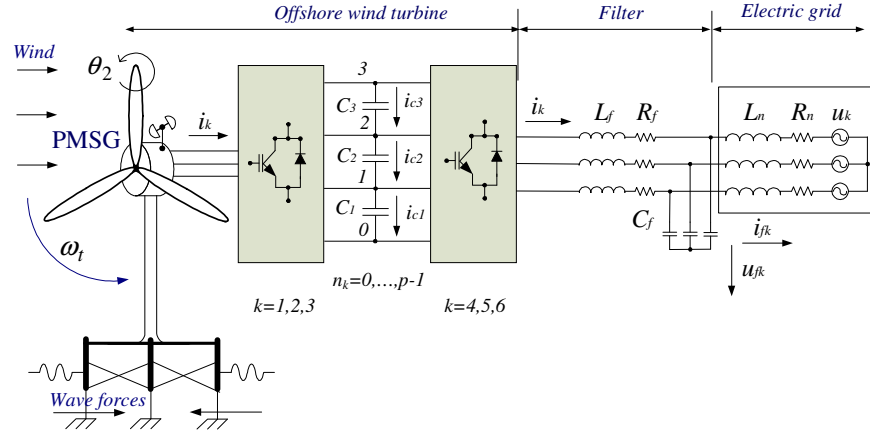 Offshore wind turbine
Filter
Electric grid
Wind
θ2
PMSG
ik
3
C3
ic3
2
C2
ic2
1
C1
ic1
0
ik
Lf
Rf
Ln
Rn
uk
Cf
ifk
ufk
ωt
nk=0,...,p-1
k=1,2,3
k=4,5,6
Wave forces